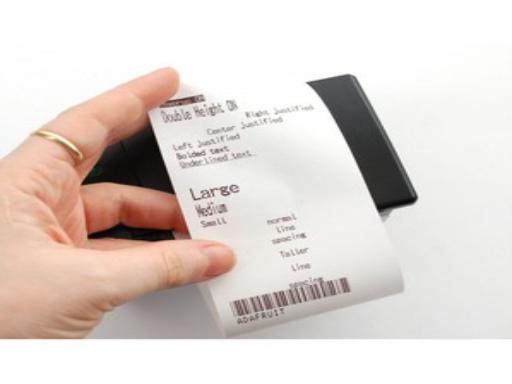 Double Height ON
Right Justified
Center Justified
Left Justified
Bolded text
Underlined text
Large
Medium
Small
normal
line
spacing
Taller
line
spacing
ADAFRUIT